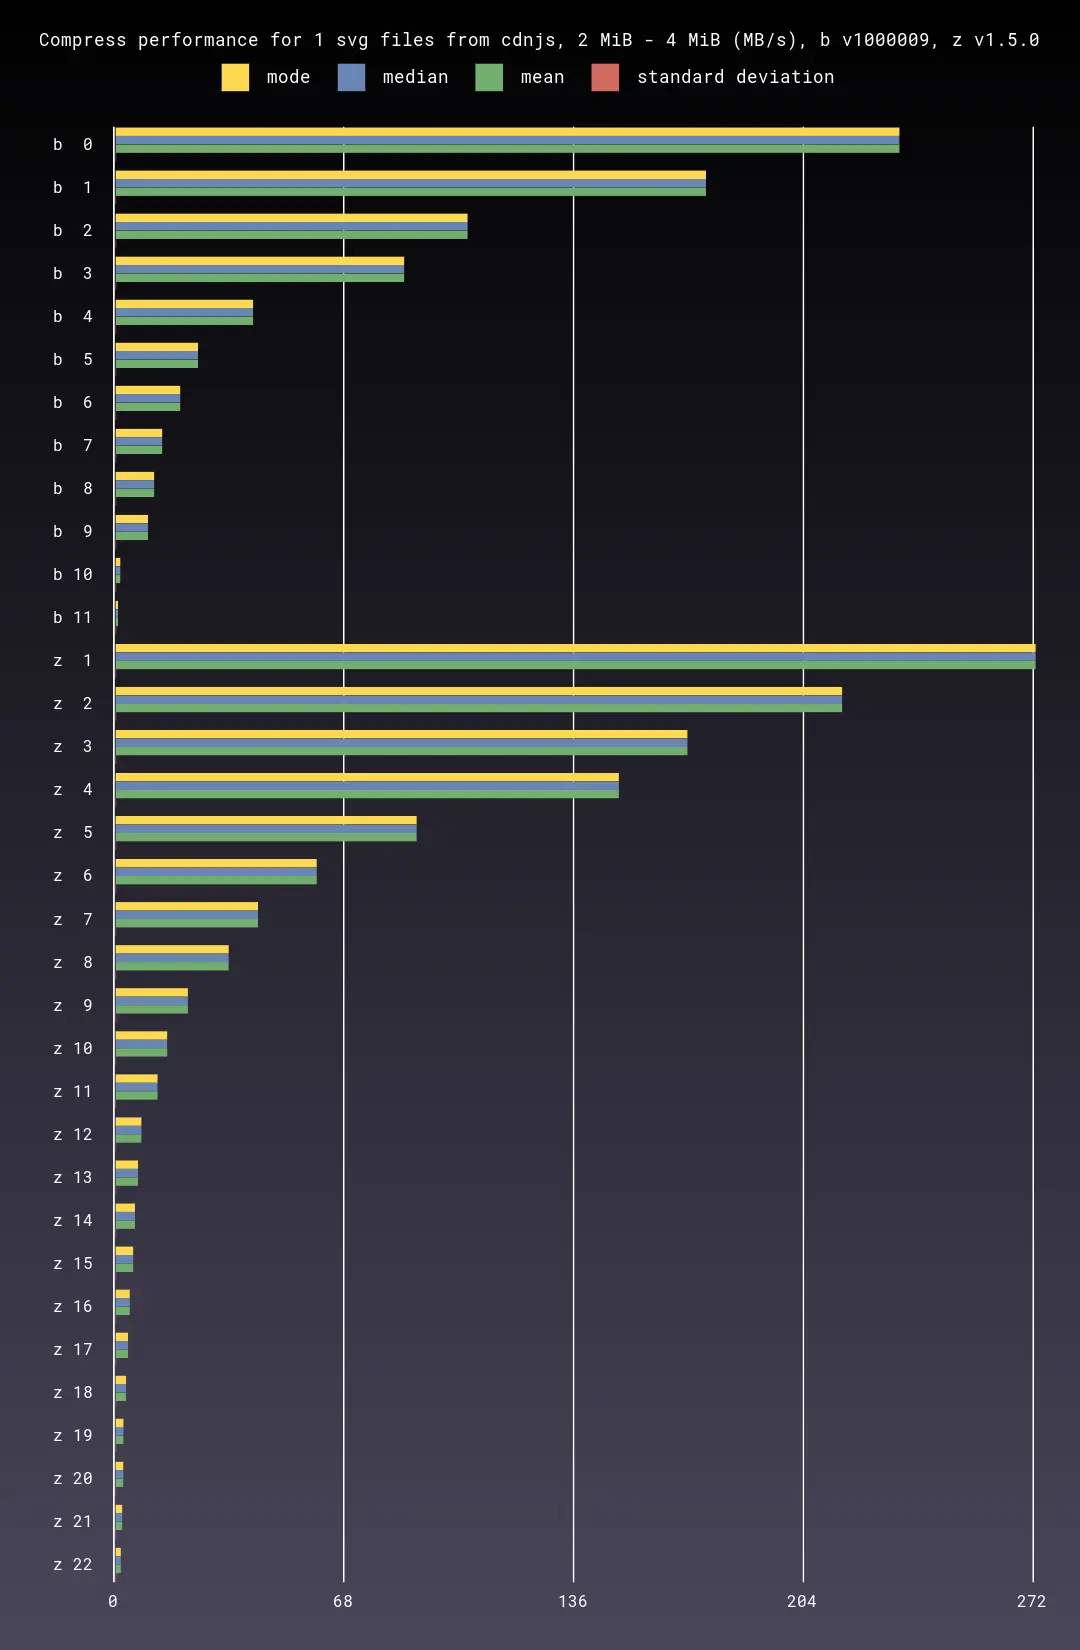 Compress performance for 1 svg files from cdnjs, 2 MiB - 4 MiB (MB/s), b v1000009, z v1.5.0
mode median mean standard deviation
b 0
b 1
b 2
b 3
b 4
b 5
b 6
b 7
b 8
b 9
b 10
b 11
z 1
z 2
z 3
z 4
z 5
z 6
z 7
z 8
z 9
z 10
z 11
z 12
z 13
z 14
z 15
z 16
z 17
z 18
z 19
z 20
z 21
z 22
0 68 136 204 272